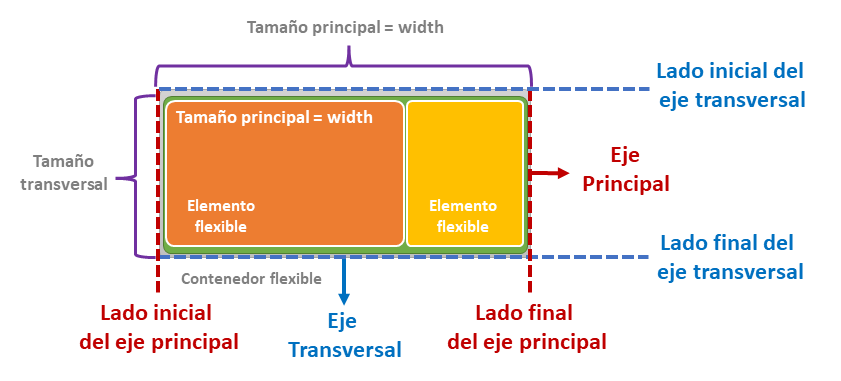 Tamaño principal = width
Lado inicial del
eje transversal
Tamaño principal = width
Tamaño
transversal
Eje
Principal
Elemento
flexible
Elemento
flexible
Lado final del
eje transversal
Contenedor flexible
Lado inicial
del eje principal
Eje
Transversal
Lado final
del eje principal